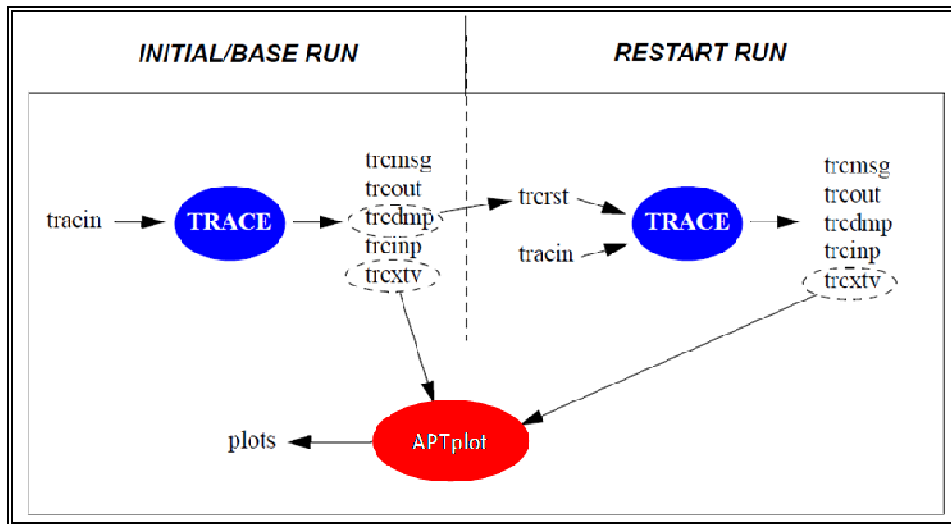 INITIAL/BASE RUN
RESTART RUN
tracin
TRACE
trcmsg
trcout
trcdmp
trcinp
trcxtv
trcrst
tracin
TRACE
trcmsg
trcout
trcdmp
trcinp
trcxtv
plots
APTplot